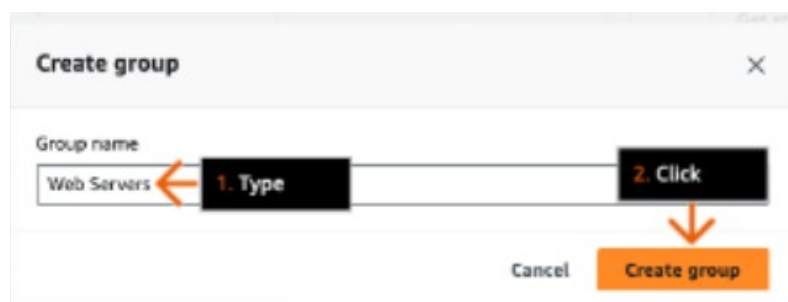 Create group
Group name
Web Servers
1. Type
2. Click
Cancel
Create group